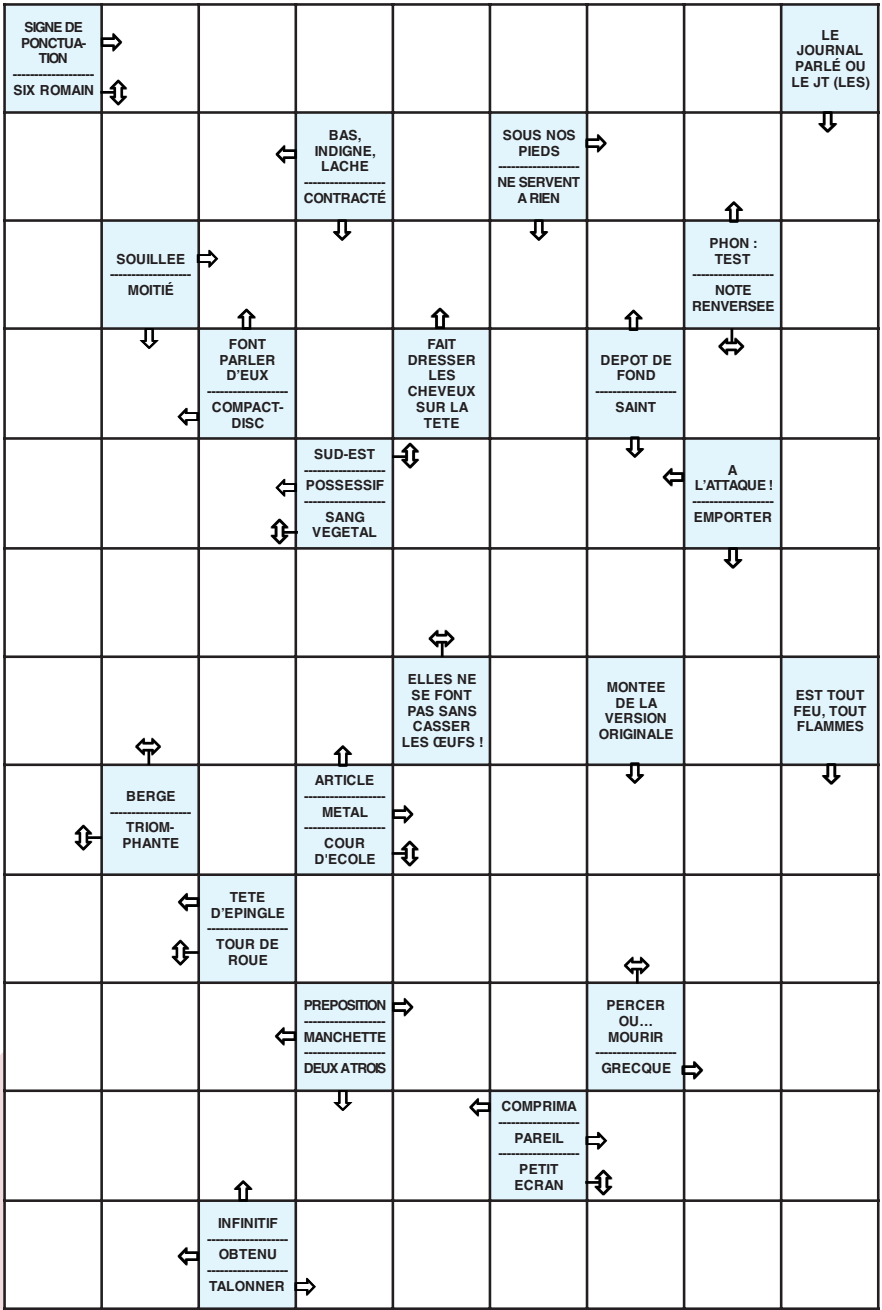 SIGNE DE
PONCTUA-
TION
SIX ROMAIN
LE
JOURNAL
PARLÉ OU
LE JT (LES)
BAS,
INDIGNE,
LACHE
CONTRACTÉ
SOUS NOS
PIEDS
NE SERVENT
A RIEN
SOUILLEE
MOITIÉ
PHON :
TEST
NOTE
RENVERSEE
FONT
PARLER
D'EUX
COMPACT-
DISC
FAIT
DRESSER
LES
CHEVEUX
SUR LA
TETE
DEPOT DE
FOND
SAINT
SUD-EST
POSSESSIF
SANG
VEGETAL
A
L'ATTAQUE !
EMPORTER
ELLES NE
SE FONT
PAS SANS
CASSER
LES ŒUFS !
MONTEE
DE LA
VERSION
ORIGINALE
EST TOUT
FEU, TOUT
FLAMMES
BERGE
TRIOM-
PHANTE
ARTICLE
METAL
COUR
D'ECOLE
TETE
D'EPINGLE
TOUR DE
ROUE
PREPOSITION
MANCHETTE
DEUX ATROIS
PERCER
OU...
MOURIR
GRECQUE
COMPRIMA
PAREIL
PETIT
ECRAN
INFINITIF
OBTENU
TALONNER